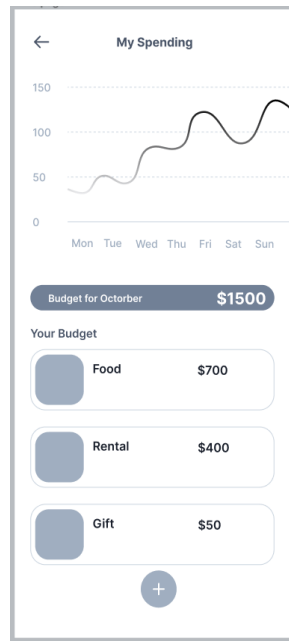 My Spending
150
100
50
0
Mon Tue Wed Thu Fri Sat Sun
Budget for Octorber $1500
Your Budget
Food $700
Rental $400
Gift $50
+